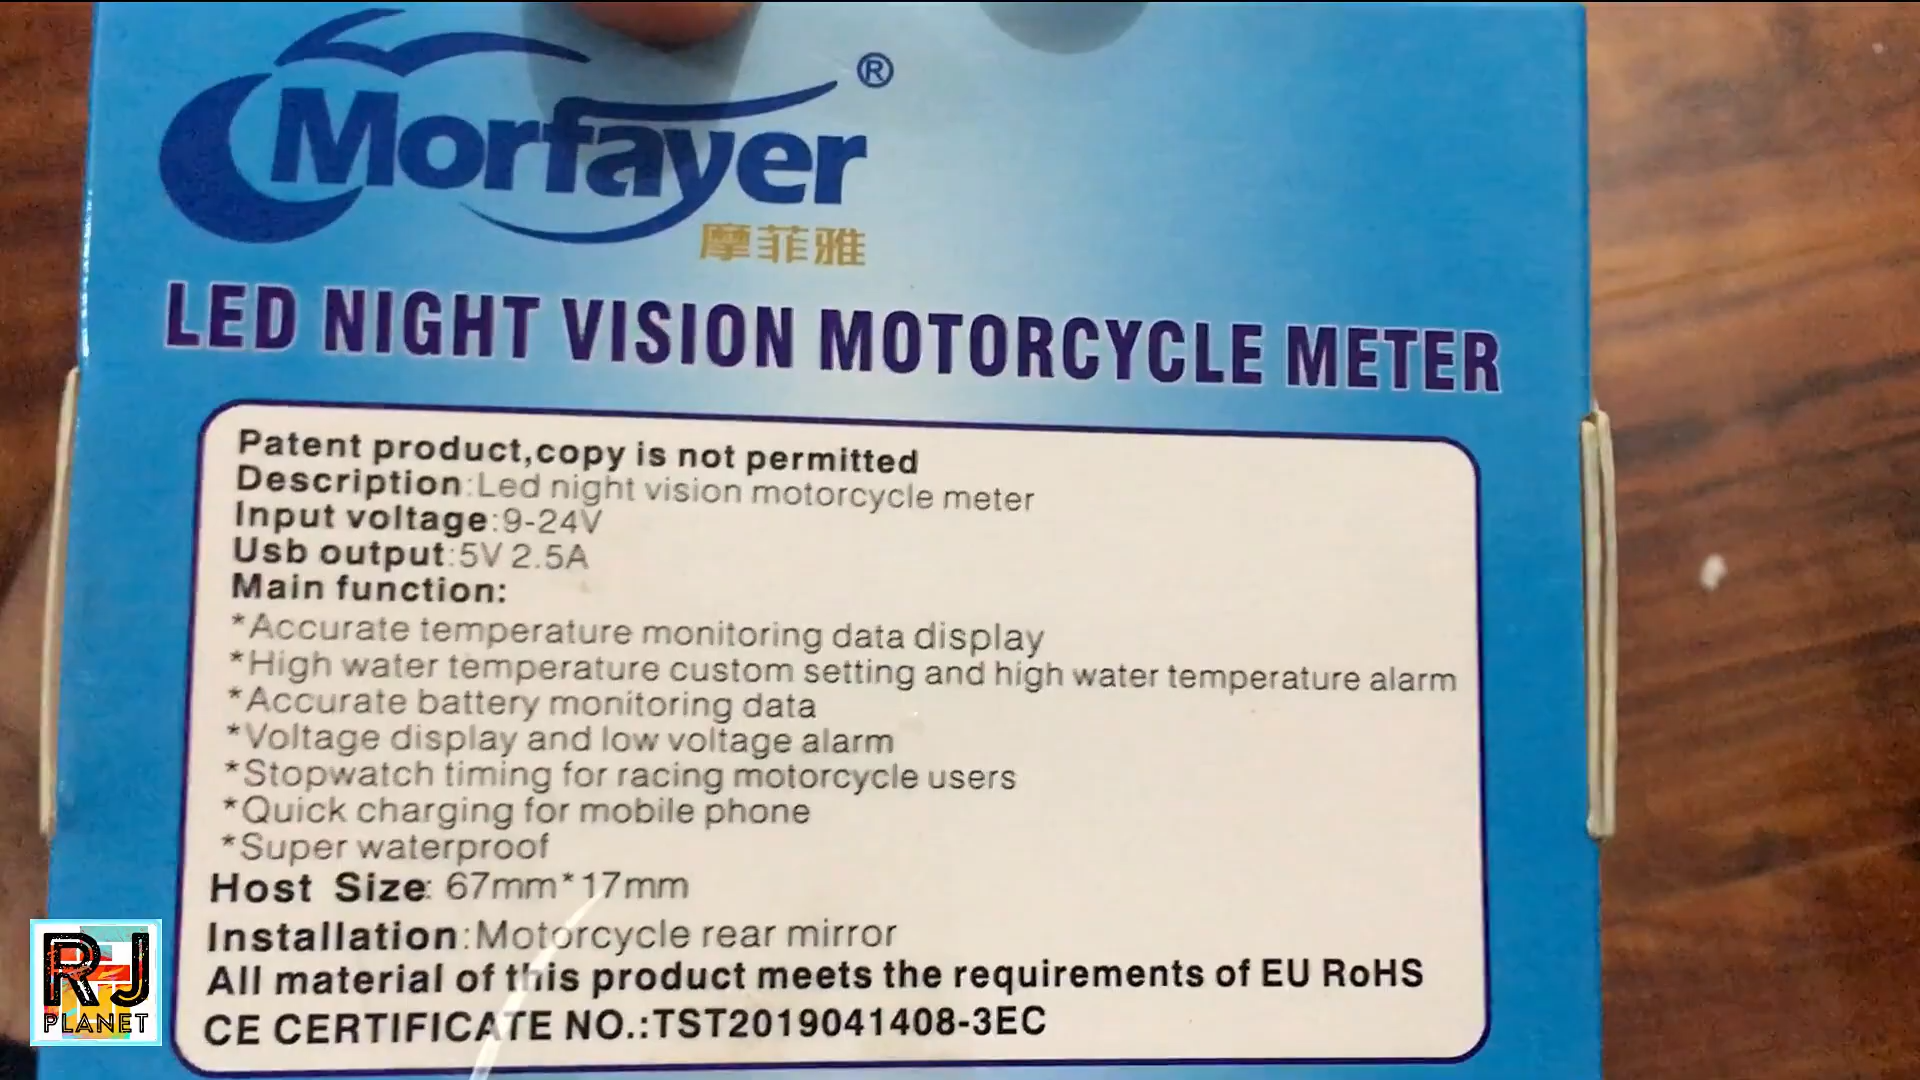 Morfayer®
摩菲雅
LED NIGHT VISION MOTORCYCLE METER
Patent product,copy is not permitted
Description:Led night vision motorcycle meter
Input voltage:9-24V
Usb output:5V 2.5A
Main function:
*Accurate temperature monitoring data display
*High water temperature custom setting and high water temperature alarm
*Accurate battery monitoring data
*Voltage display and low voltage alarm
*Stopwatch timing for racing motorcycle users
*Quick charging for mobile phone
*Super waterproof
Host Size: 67mm*17mm
Installation:Motorcycle rear mirror
All material of this product meets the requirements of EU RoHS
CE CERTIFICATE NO.:TST2019041408-3EC
RJ
PLANET